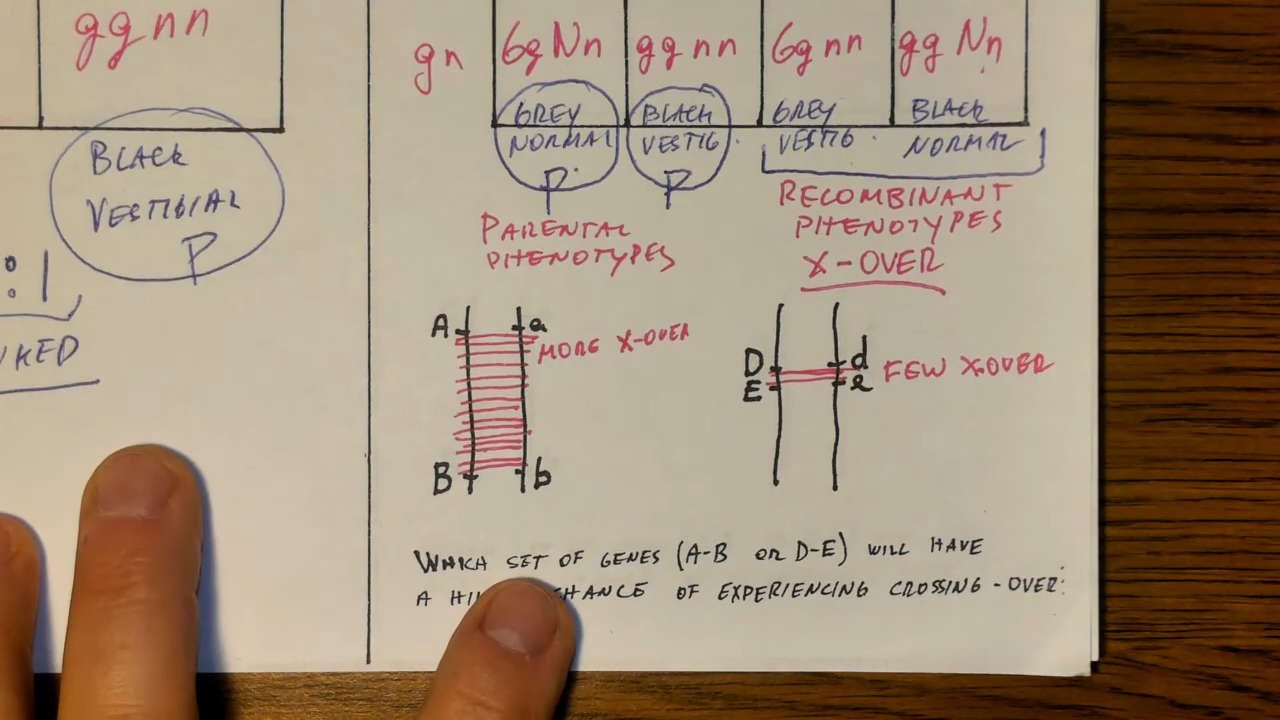 ggnn
BLACK
VESTIGIAL
P
:1
KED
gn
GgNn
ggnn
Ggnn
ggNn
GREY
NORMAL
P
BLACK
VESTIG
P
GREY
VESTIG
BLACK
NORMAL
PARENTAL
PHENOTYPES
RECOMBINANT
PHENOTYPES
X-OVER
A
a
MORE X-OVER
B
b
D
d
E
e
FEW X-OVER
WHICH SET OF GENES (A-B OR D-E) WILL HAVE
A CHANCE OF EXPERIENCING CROSSING-OVER: